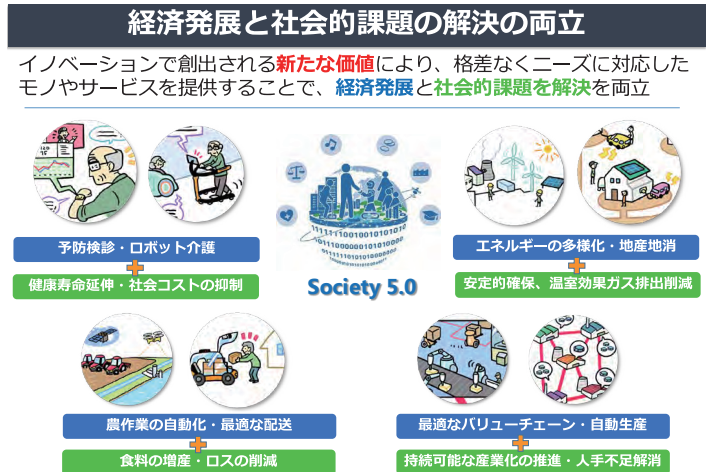 経済発展と社会的課題の解決の両立
イノベーションで創出される新たな価値により、格差なくニーズに対応した
モノやサービスを提供することで、経済発展と社会的課題を解決を両立
予防検診・ロボット介護
健康寿命延伸・社会コストの抑制
Society 5.0
エネルギーの多様化・地産地消
安定的確保、温室効果ガス排出削減
農作業の自動化・最適な配送
食料の増産・ロスの削減
最適なバリューチェーン・自動生産
持続可能な産業化の推進・人手不足解消